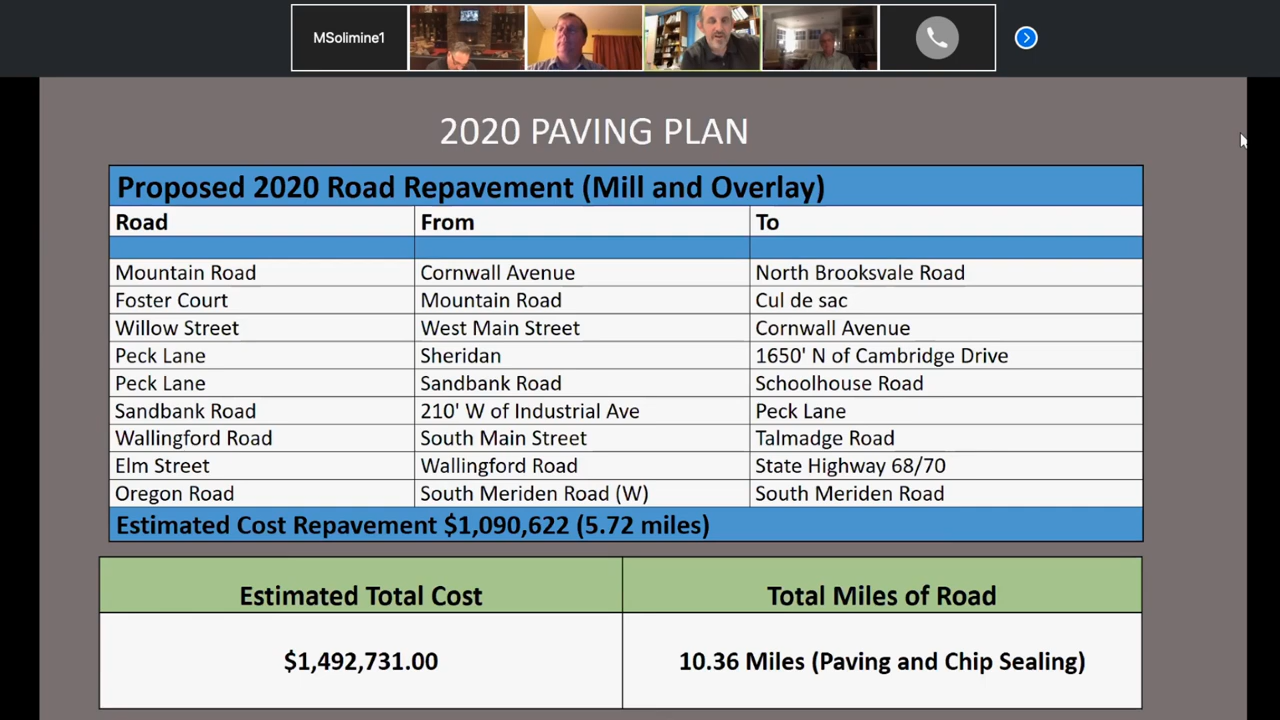 MSolimine1
2020 PAVING PLAN
Proposed 2020 Road Repavement (Mill and Overlay)
Road From To
Mountain Road Cornwall Avenue North Brooksvale Road
Foster Court Mountain Road Cul de sac
Willow Street West Main Street Cornwall Avenue
Peck Lane Sheridan 1650' N of Cambridge Drive
Peck Lane Sandbank Road Schoolhouse Road
Sandbank Road 210' W of Industrial Ave Peck Lane
Wallingford Road South Main Street Talmadge Road
Elm Street Wallingford Road State Highway 68/70
Oregon Road South Meriden Road (W) South Meriden Road
Estimated Cost Repavement $1,090,622 (5.72 miles)
Estimated Total Cost Total Miles of Road
$1,492,731.00 10.36 Miles (Paving and Chip Sealing)